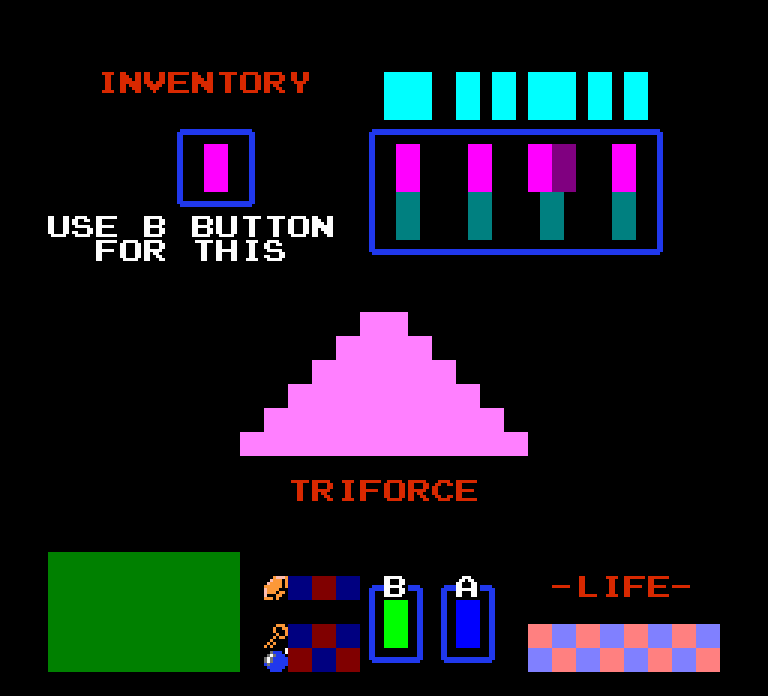 INVENTORY
USE B BUTTON
FOR THIS
TRIFORCE
B
A
-LIFE-